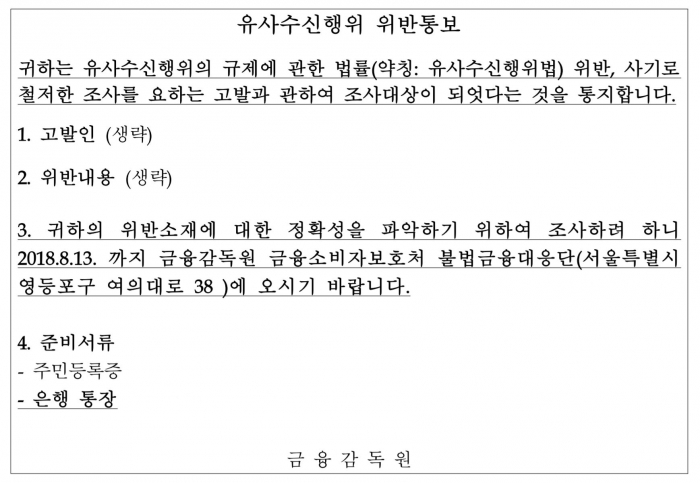 유사수신행위 위반통보
귀하는 유사수신행위의 규제에 관한 법률(약칭: 유사수신행위법) 위반, 사기로
철저한 조사를 요하는 고발과 관하여 조사대상이 되엇다는 것을 통지합니다.
1. 고발인 (생략)
2. 위반내용 (생략)
3. 귀하의 위반소재에 대한 정확성을 파악하기 위하여 조사하려 하니
2018.8.13. 까지 금융감독원 금융소비자보호처 불법금융대응단(서울특별시
영등포구 여의대로 38 )에 오시기 바랍니다.
4. 준비서류
- 주민등록증
- 은행 통장
금 융 감 독 원